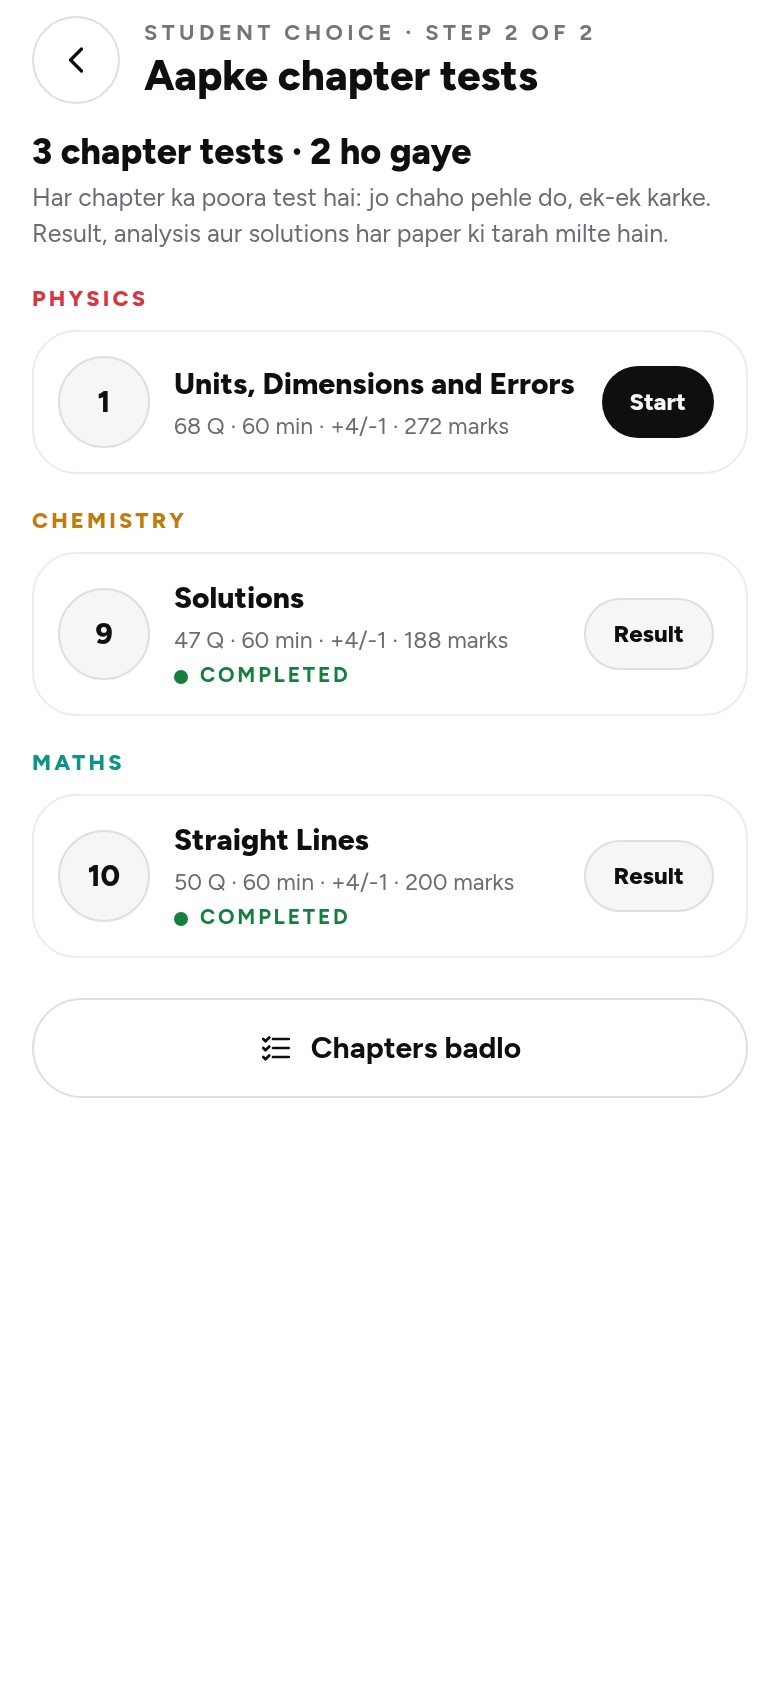 STUDENT CHOICE · STEP 2 OF 2
Aapke chapter tests
3 chapter tests · 2 ho gaye
Har chapter ka poora test hai: jo chaho pehle do, ek-ek karke.
Result, analysis aur solutions har paper ki tarah milte hain.
PHYSICS
1
Units, Dimensions and Errors
68 Q · 60 min · +4/-1 · 272 marks
Start
CHEMISTRY
9
Solutions
47 Q · 60 min · +4/-1 · 188 marks
COMPLETED
Result
MATHS
10
Straight Lines
50 Q · 60 min · +4/-1 · 200 marks
COMPLETED
Result
Chapters badlo